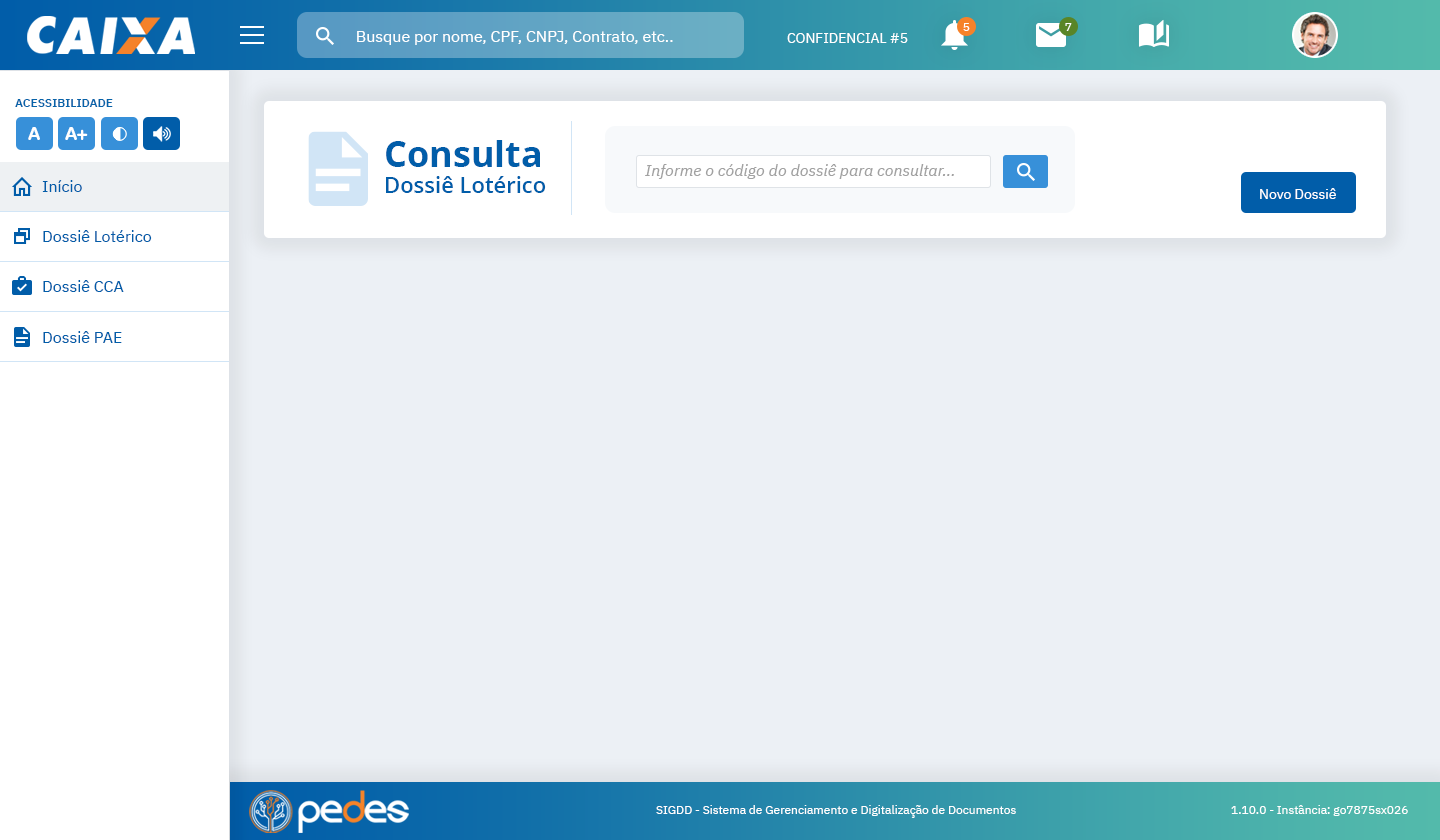 CAIXA
Busque por nome, CPF, CNPJ, Contrato, etc..
CONFIDENCIAL #5
5
7
ACESSIBILIDADE
A
A+
Início
Dossiê Lotérico
Dossiê CCA
Dossiê PAE
Consulta
Dossiê Lotérico
Informe o código do dossiê para consultar...
Novo Dossiê
pedes
SIGDD - Sistema de Gerenciamento e Digitalização de Documentos
1.10.0 - Instância: go7875sx026